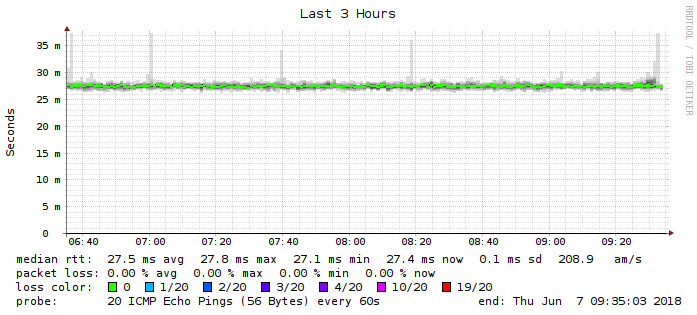 Last 3 Hours
RRDTOOL / TOBI OETIKER
Seconds
35 m
30 m
25 m
20 m
15 m
10 m
5 m
0
06:40 07:00 07:20 07:40 08:00 08:20 08:40 09:00 09:20
median rtt: 27.5 ms avg 27.8 ms max 27.1 ms min 27.4 ms now 0.1 ms sd 208.9 am/s
packet loss: 0.00 % avg 0.00 % max 0.00 % min 0.00 % now
loss color: 0 1/20 2/20 3/20 4/20 10/20 19/20
probe: 20 ICMP Echo Pings (56 Bytes) every 60s end: Thu Jun 7 09:35:03 2018